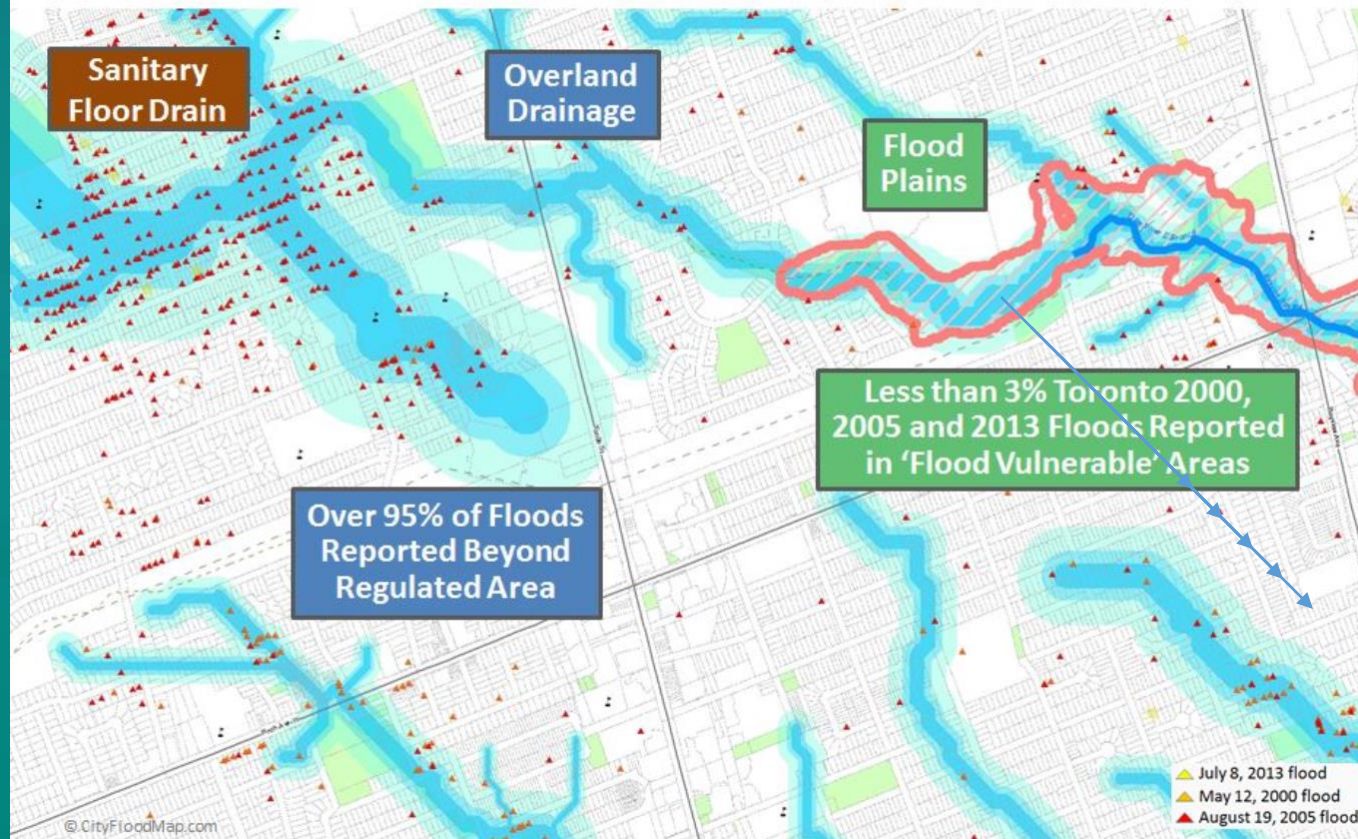 Sanitary
Floor Drain
Overland
Drainage
Flood
Plains
Less than 3% Toronto 2000,
2005 and 2013 Floods Reported
in ‘Flood Vulnerable’ Areas
Over 95% of Floods
Reported Beyond
Regulated Area
July 8, 2013 flood
May 12, 2000 flood
August 19, 2005 flood
© CityFloodMap.com